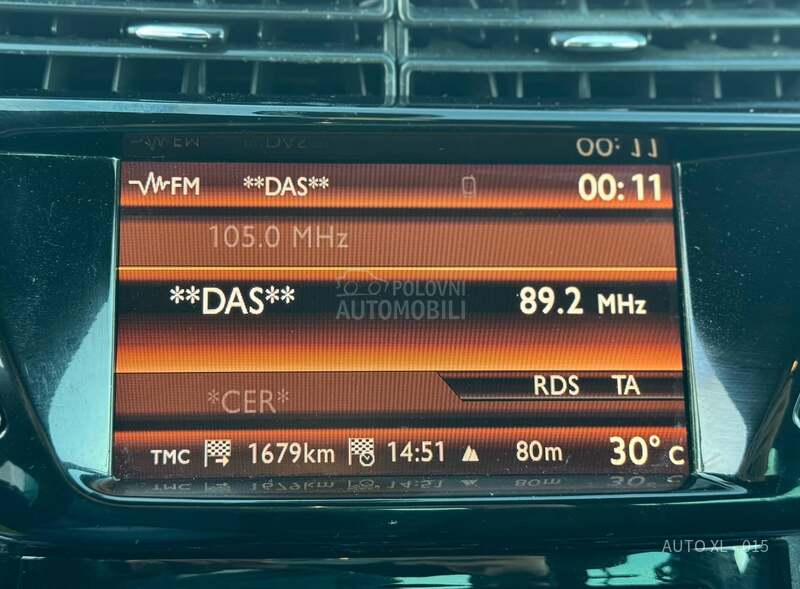 FM **DAS** 00:11
105.0 MHz
**DAS** 89.2 MHz
POLOVNI
AUTOMOBILI
RDS TA
*CER*
TMC 1679km 14:51 80m 30° C
AUTO XL - 015